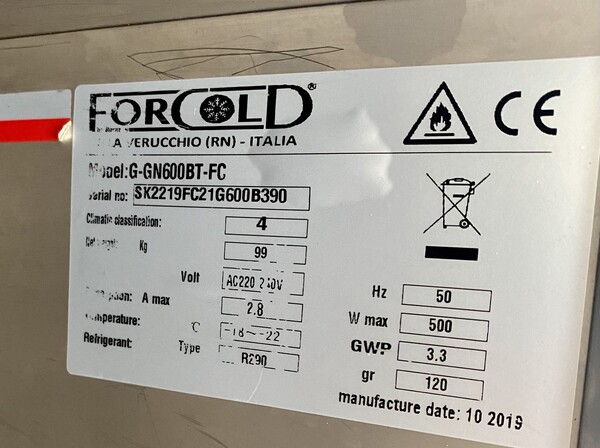 FORCOLD®
VERUCCHIO (RN) - ITALIA
CE
Model:G-GN600BT-FC
Serial no: SK2219FC21G600B390
Climatic classification: 4
Kg 99
Volt AC220 240V
A max 2.8
Temperature: °C -18~-22
Refrigerant: Type R290
Hz 50
W max 500
GWP 3.3
gr 120
manufacture date: 10 2019